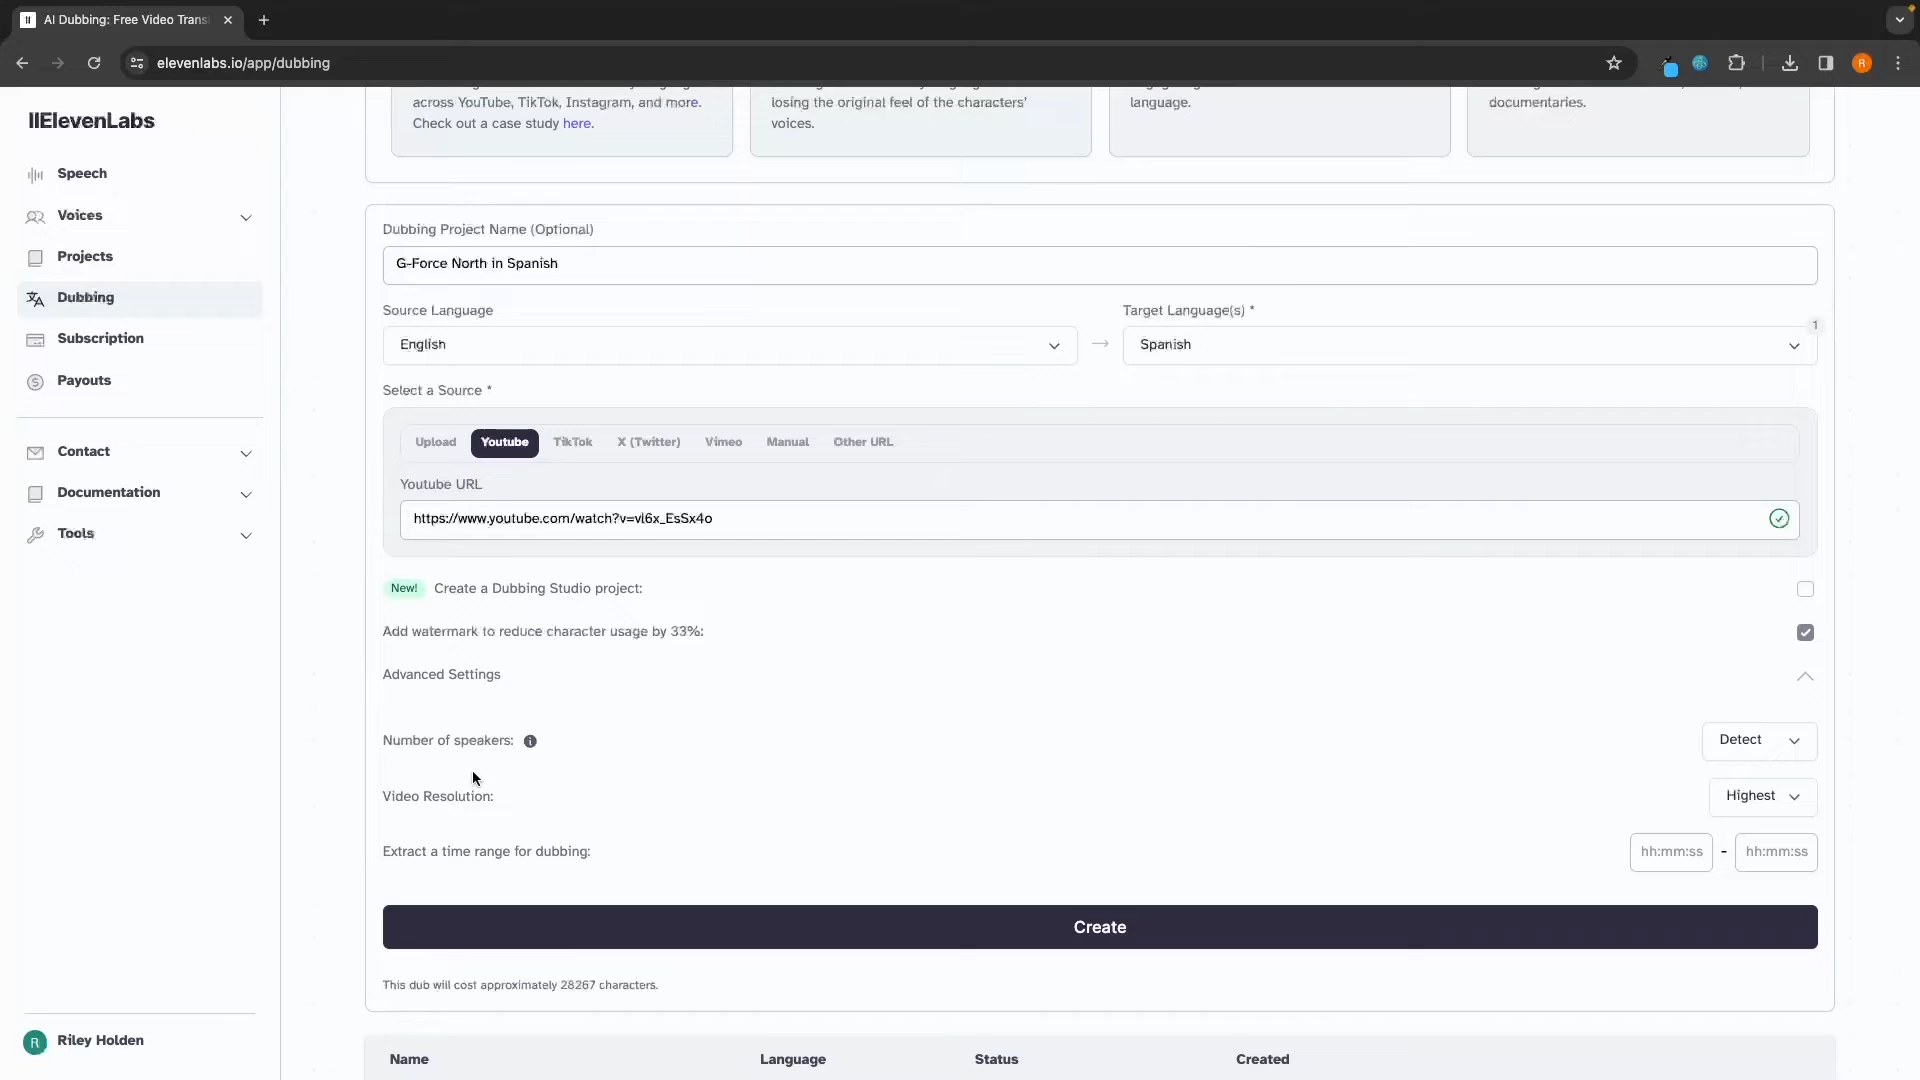 AI Dubbing: Free Video Trans
elevenlabs.io/app/dubbing
IIElevenLabs
Speech
Voices
Projects
Dubbing
Subscription
Payouts
Contact
Documentation
Tools
R Riley Holden
across YouTube, TikTok, Instagram, and more.
Check out a case study here.
losing the original feel of the characters'
voices.
language.
documentaries.
Dubbing Project Name (Optional)
G-Force North in Spanish
Source Language
English
Target Language(s) *
1
Spanish
Select a Source *
Upload Youtube TikTok X (Twitter) Vimeo Manual Other URL
Youtube URL
https://www.youtube.com/watch?v=vl6x_EsSx4o
New! Create a Dubbing Studio project:
Add watermark to reduce character usage by 33%:
Advanced Settings
Number of speakers: Detect
Video Resolution: Highest
Extract a time range for dubbing: hh:mm:ss - hh:mm:ss
Create
This dub will cost approximately 28267 characters.
Name Language Status Created